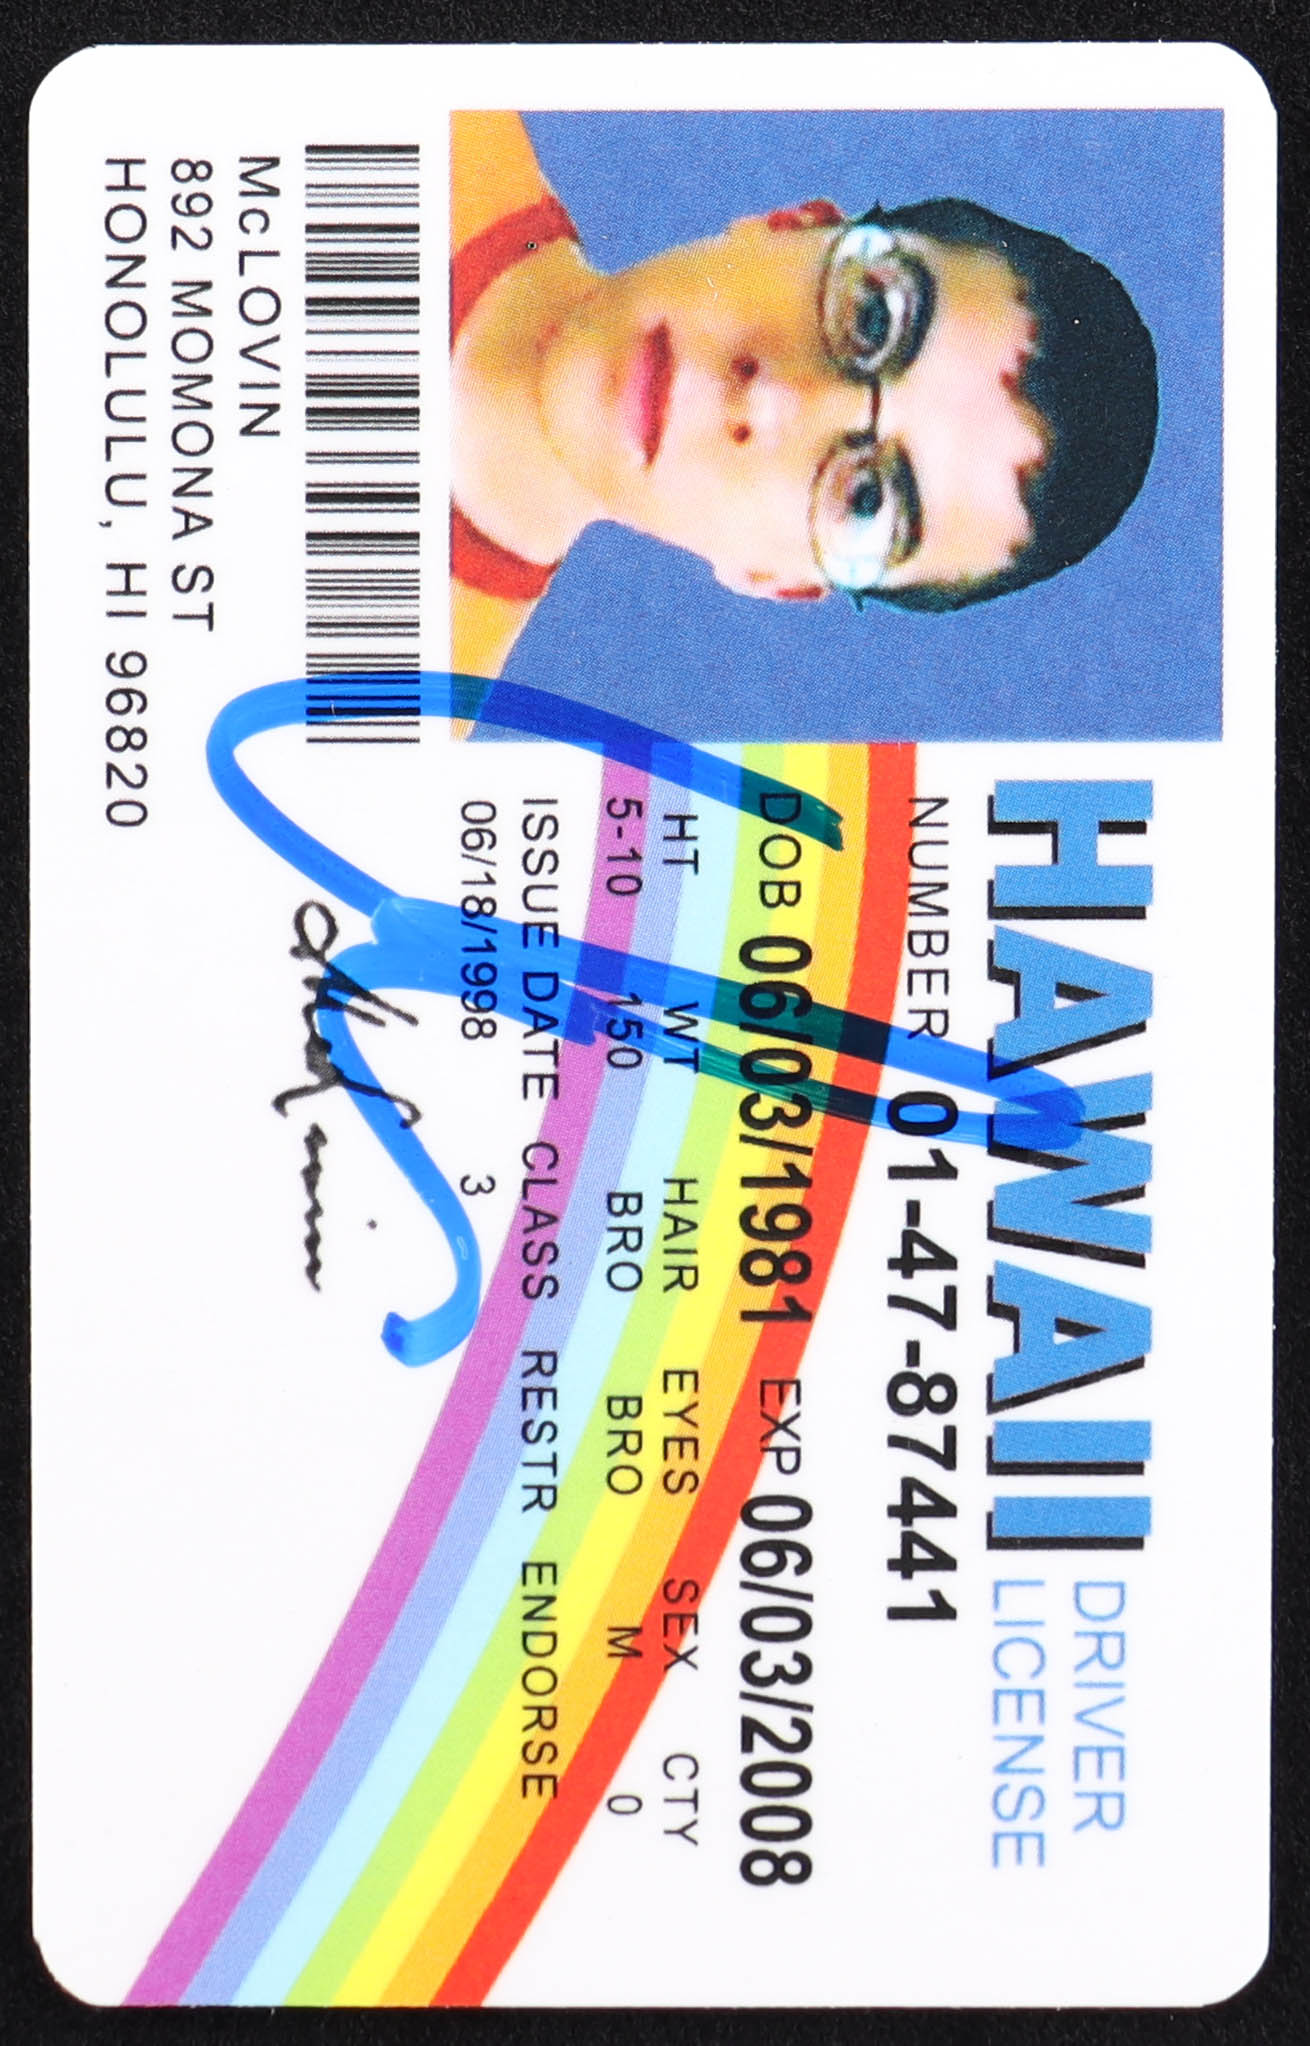 HAWAII DRIVER
LICENSE
NUMBER 01-47-87441
DOB 06/03/1981 EXP 06/03/2008
HT WT HAIR EYES SEX CTY
5-10 150 BRO BRO M 0
ISSUE DATE CLASS RESTR ENDORSE
06/18/1998 3
McLOVIN
892 MOMONA ST
HONOLULU, HI 96820